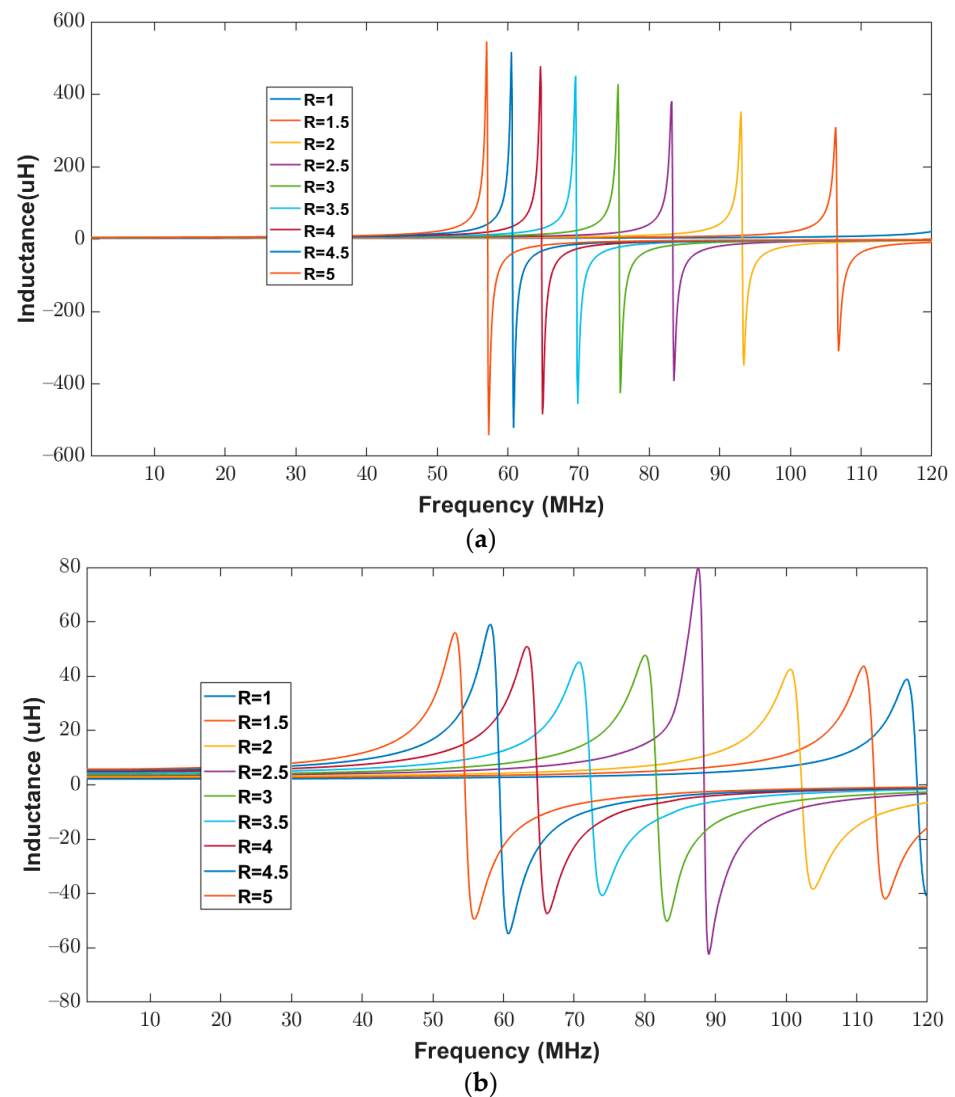 600
400
200
0
−200
−400
−600
Inductance(uH)
R=1
R=1.5
R=2
R=2.5
R=3
R=3.5
R=4
R=4.5
R=5
10 20 30 40 50 60 70 80 90 100 110 120
Frequency (MHz)
(a)
80
60
40
20
0
−20
−40
−60
−80
Inductance (uH)
R=1
R=1.5
R=2
R=2.5
R=3
R=3.5
R=4
R=4.5
R=5
10 20 30 40 50 60 70 80 90 100 110 120
Frequency (MHz)
(b)